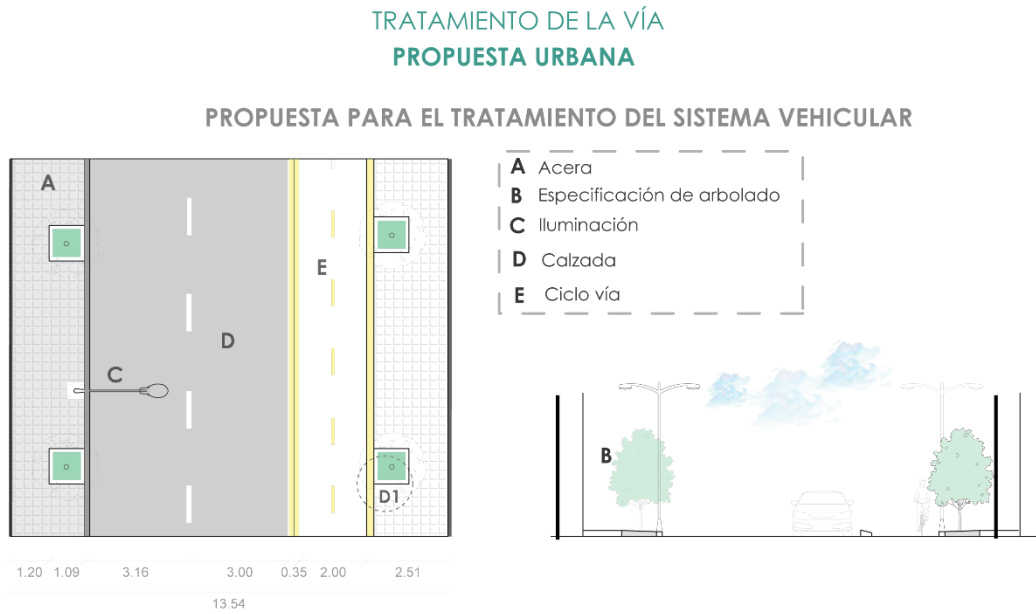 TRATAMIENTO DE LA VÍA
PROPUESTA URBANA
PROPUESTA PARA EL TRATAMIENTO DEL SISTEMA VEHICULAR
A
E
D
C
D1
1.20 1.09 3.16 3.00 0.35 2.00 2.51
13.54
A Acera
B Especificación de arbolado
C Iluminación
D Calzada
E Ciclo vía
B